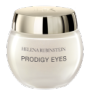 HELENA RUBINSTEIN
PRODIGY EYES